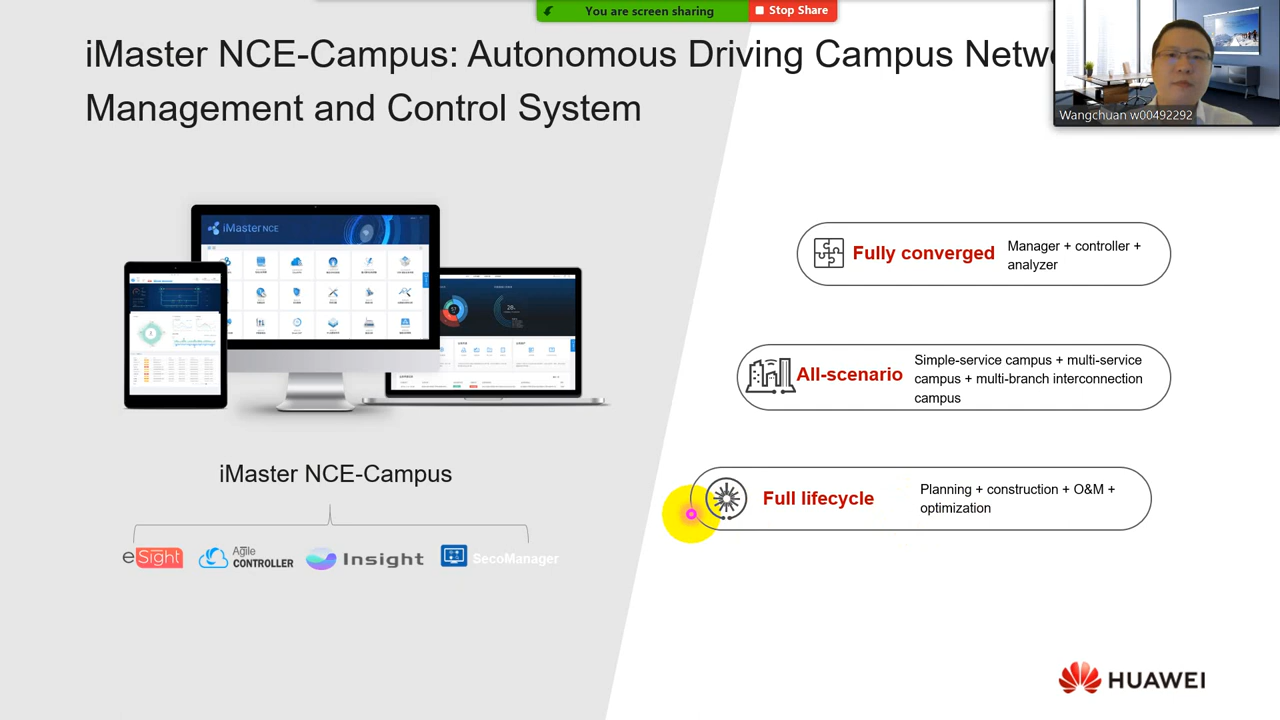 You are screen sharing
Stop Share
iMaster NCE-Campus: Autonomous Driving Campus
Management and Control System
Wangchuan w00492292
iMaster NCE
Fully converged
Manager + controller +
analyzer
All-scenario
Simple-service campus + multi-service
campus + multi-branch interconnection
campus
Full lifecycle
Planning + construction + O&M +
optimization
iMaster NCE-Campus
eSight
Agile
CONTROLLER
Insight
SecoManager
HUAWEI